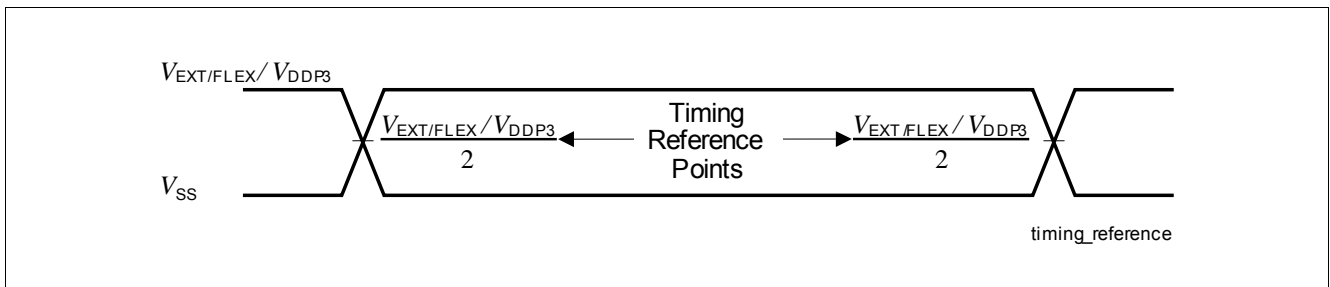 VEXT/FLEX/VDDP3
VEXT/FLEX/VDDP3
2
Timing
Reference
Points
VEXT/FLEX/VDDP3
2
VSS
timing_reference